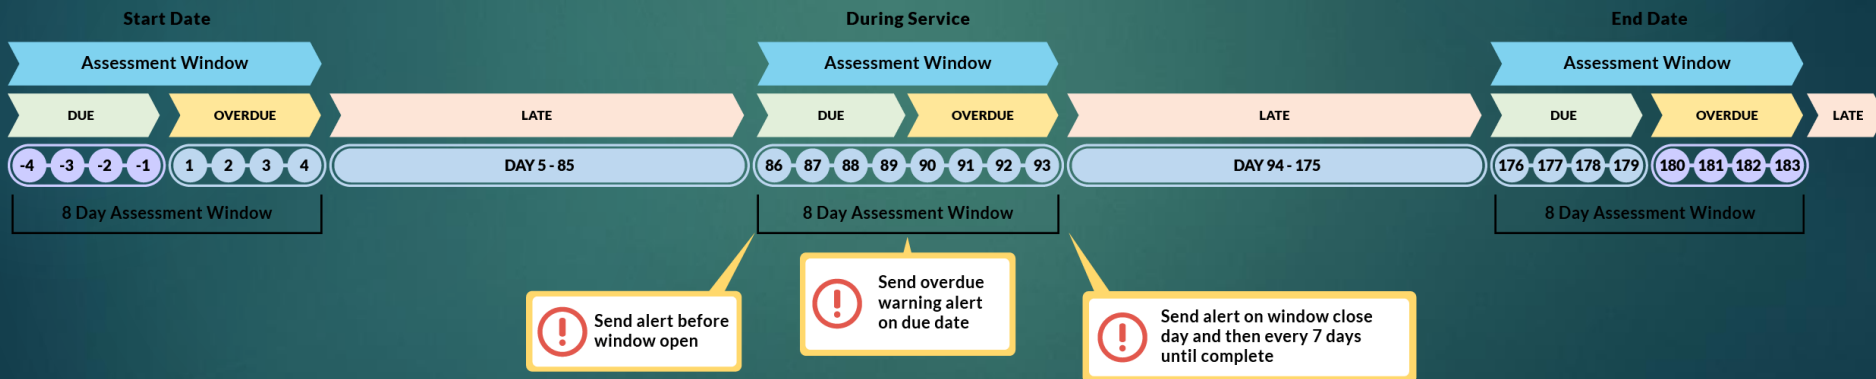 Start Date
During Service
End Date
Assessment Window
Assessment Window
Assessment Window
DUE
OVERDUE
LATE
DUE
OVERDUE
LATE
DUE
OVERDUE
LATE
-4 -3 -2 -1
1 2 3 4
DAY 5 - 85
86 87 88 89 90 91 92 93
DAY 94 - 175
176 177 178 179
180 181 182 183
8 Day Assessment Window
8 Day Assessment Window
8 Day Assessment Window
Send alert before
window open
Send overdue
warning alert
on due date
Send alert on window close
day and then every 7 days
until complete